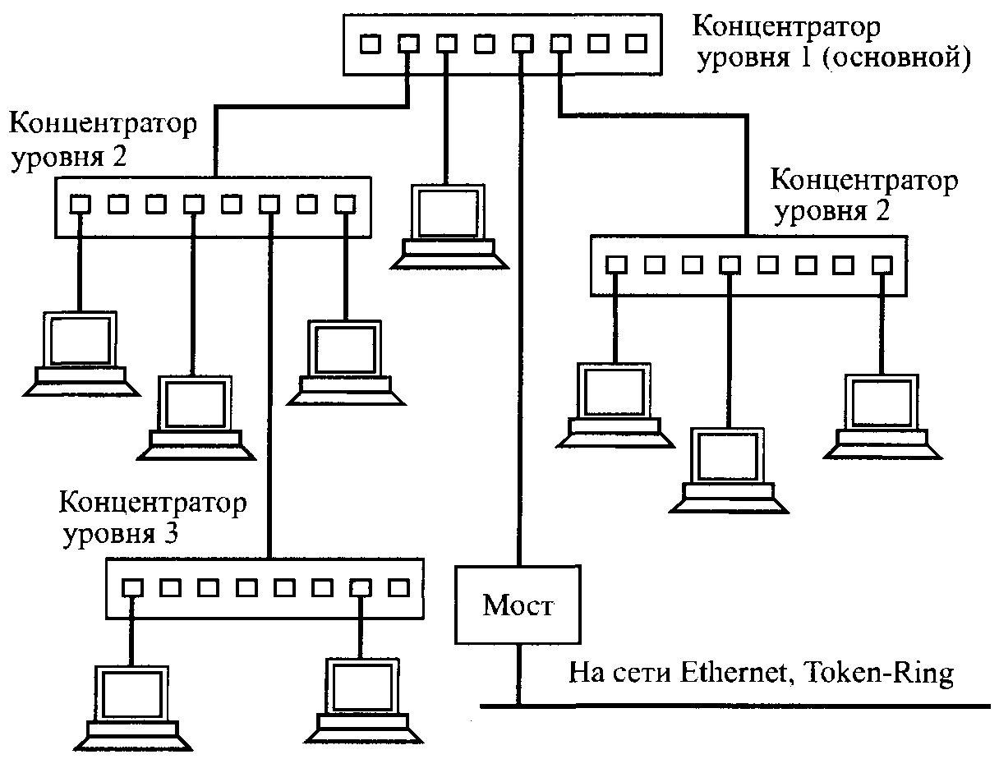 Концентратор
уровня 1 (основной)
Концентратор
уровня 2
Концентратор
уровня 2
Концентратор
уровня 3
Мост
На сети Ethernet, Token-Ring